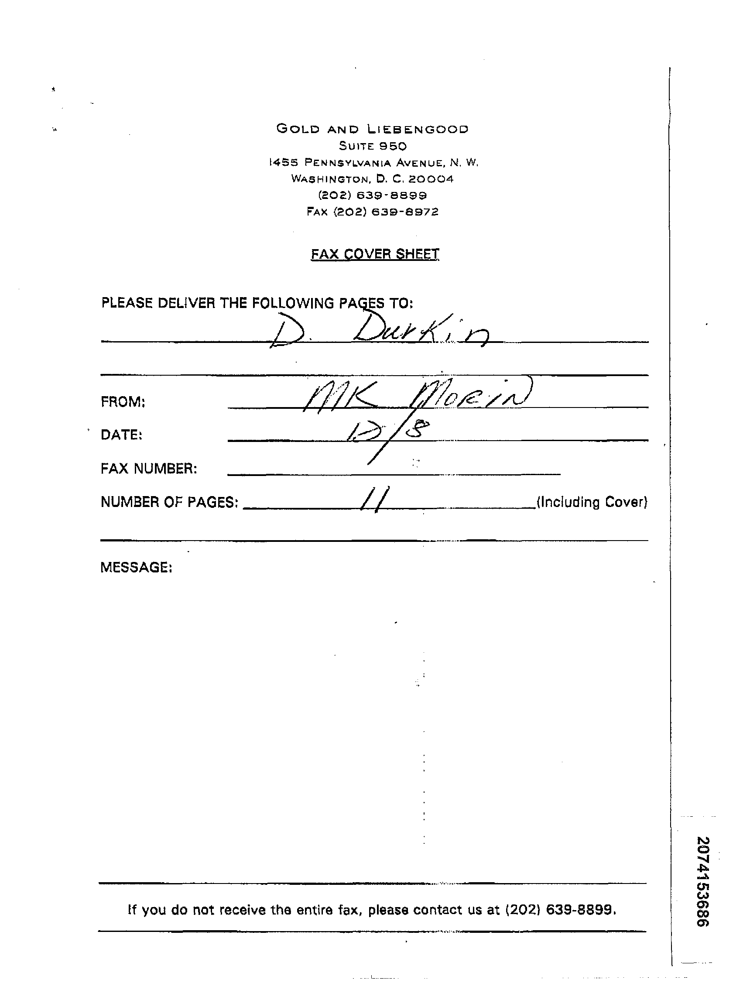 GOLD AND LIEBENGOOD
SUITE 950
1455 PENNSYLVANIA AVENUE, N. W.
WASHINGTON, D. C. 20004
(202) 639-8899
FAX (202) 639-8972
FAX COVER SHEET
PLEASE DELIVER THE FOLLOWING PAGES TO:
D. Durkin
FROM: MK Morin
DATE: 12/8
FAX NUMBER:
NUMBER OF PAGES: 11 (Including Cover)
MESSAGE:
If you do not receive the entire fax, please contact us at (202) 639-8899.
2074153686